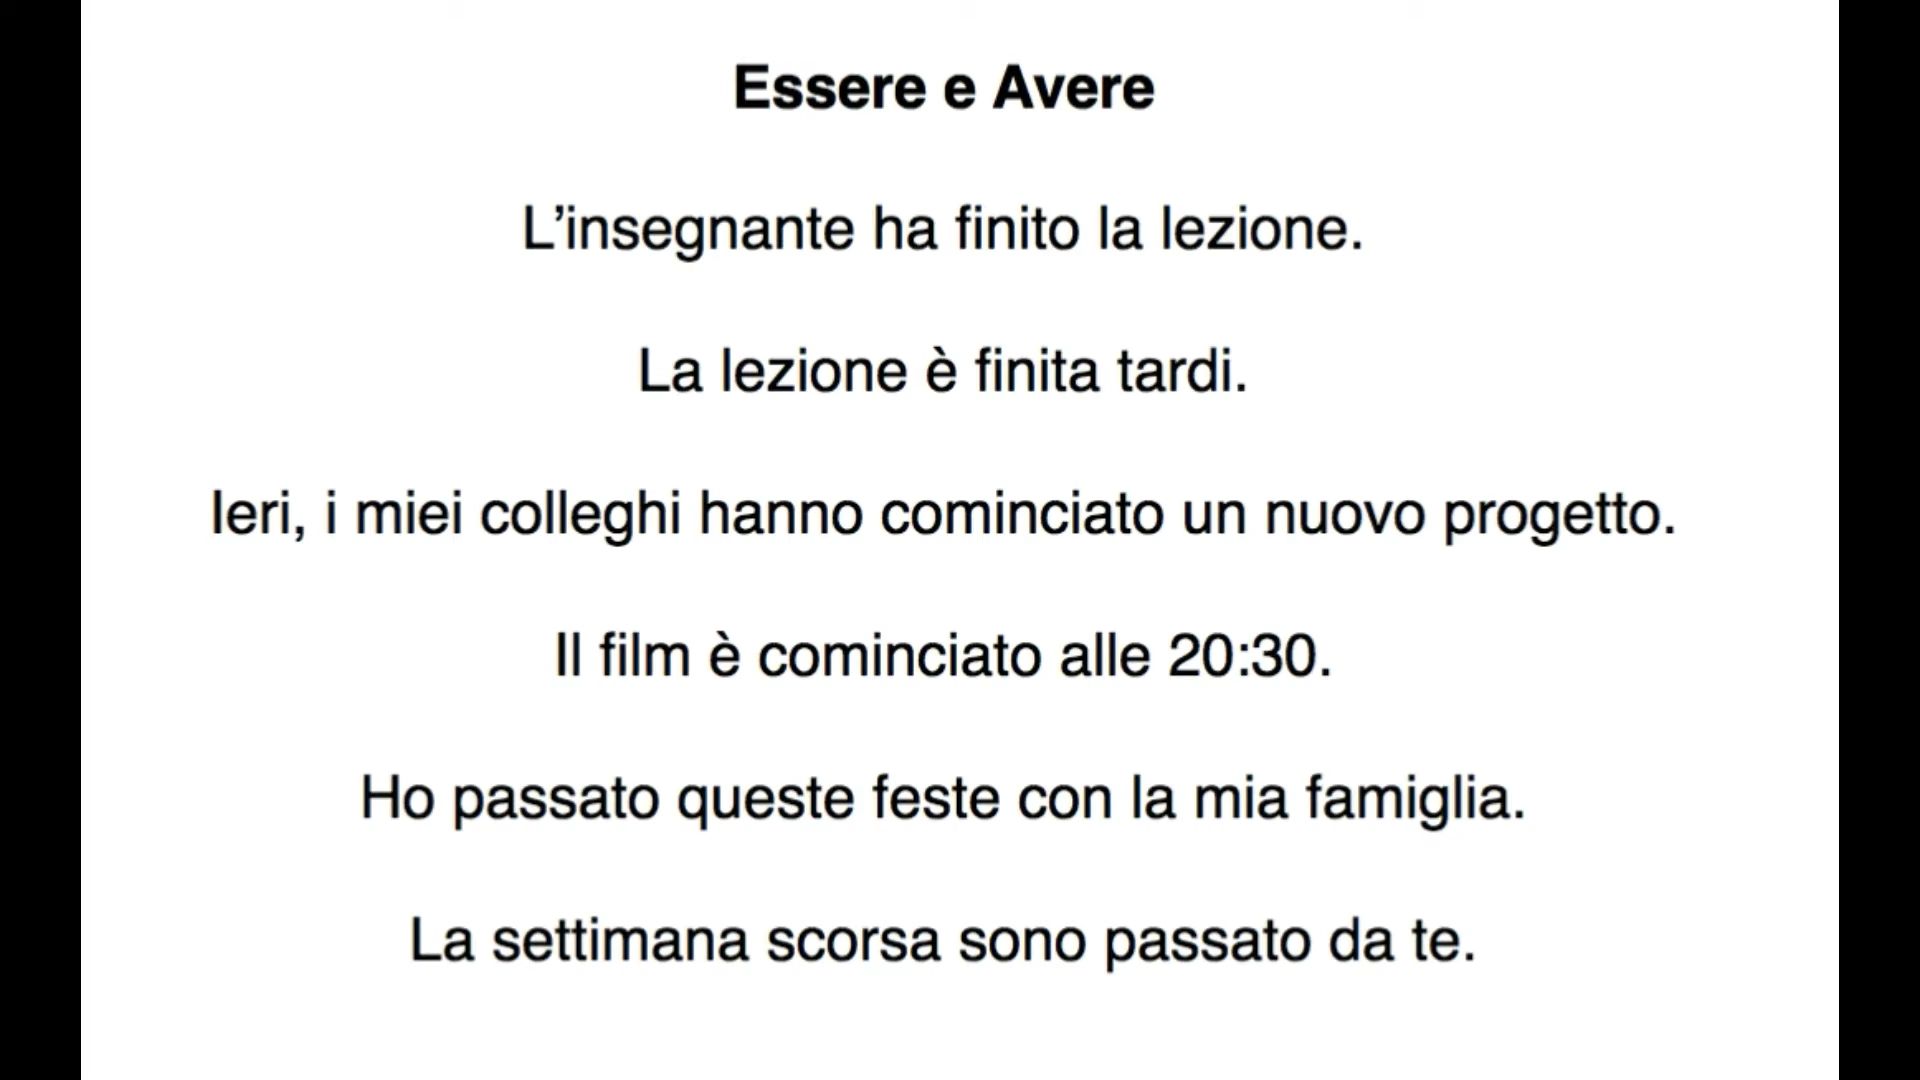 Essere e Avere
L’insegnante ha finito la lezione.
La lezione è finita tardi.
Ieri, i miei colleghi hanno cominciato un nuovo progetto.
Il film è cominciato alle 20:30.
Ho passato queste feste con la mia famiglia.
La settimana scorsa sono passato da te.